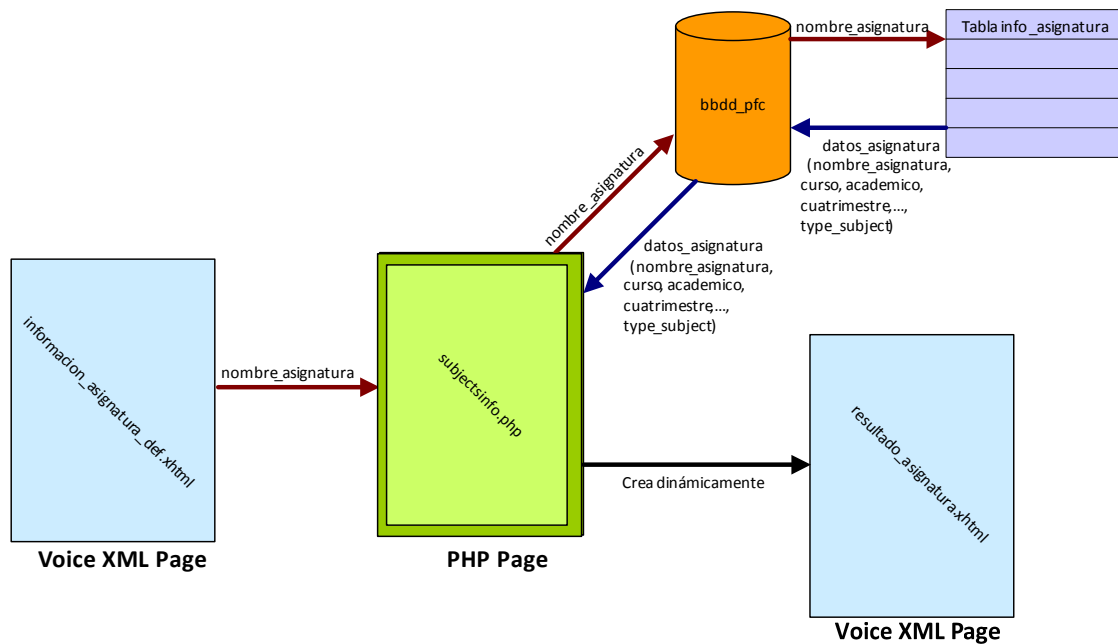 nombre_asignatura
Tabla info_asignatura
bbdd_pfc
datos_asignatura
(nombre_asignatura,
curso, academico,
cuatrimestre,...,
type_subject)
nombre_asignatura
datos_asignatura
(nombre_asignatura,
curso, academico,
cuatrimestre,...,
type_subject)
informacion_asignatura_def.xhtml
nombre_asignatura
subjectsinfo.php
resultado_asignatura.xhtml
Crea dinámicamente
Voice XML Page
PHP Page
Voice XML Page